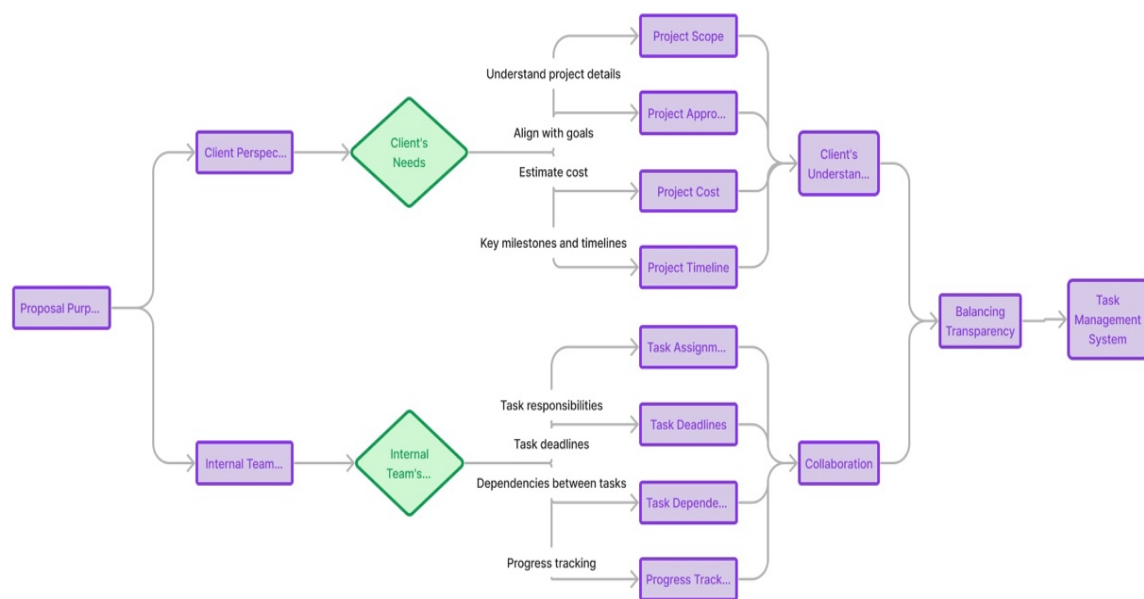 Project Scope
Understand project details
Project Appro...
Client Perspec...
Client's
Needs
Align with goals
Client's
Understan...
Estimate cost
Project Cost
Key milestones and timelines
Project Timeline
Proposal Purp...
Balancing
Transparency
Task
Management
System
Task Assignm...
Task responsibilities
Task Deadlines
Task deadlines
Internal Team...
Internal
Team's...
Collaboration
Dependencies between tasks
Task Depende...
Progress tracking
Progress Track...